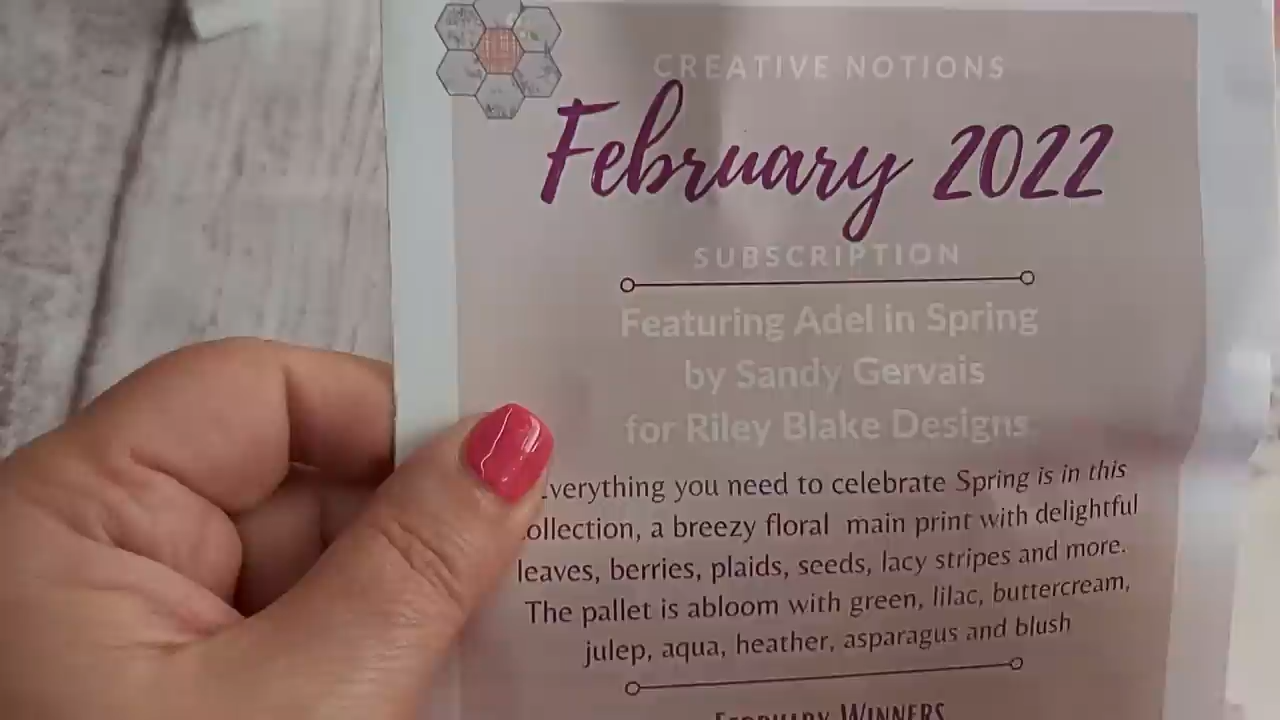 CREATIVE NOTIONS
February 2022
SUBSCRIPTION
Featuring Adel in Spring
by Sandy Gervais
for Riley Blake Designs
verything you need to celebrate Spring is in this
ollection, a breezy floral main print with delightful
leaves, berries, plaids, seeds, lacy stripes and more.
The pallet is abloom with green, lilac, buttercream,
julep, aqua, heather, asparagus and blush
FEBRUARY WINNERS